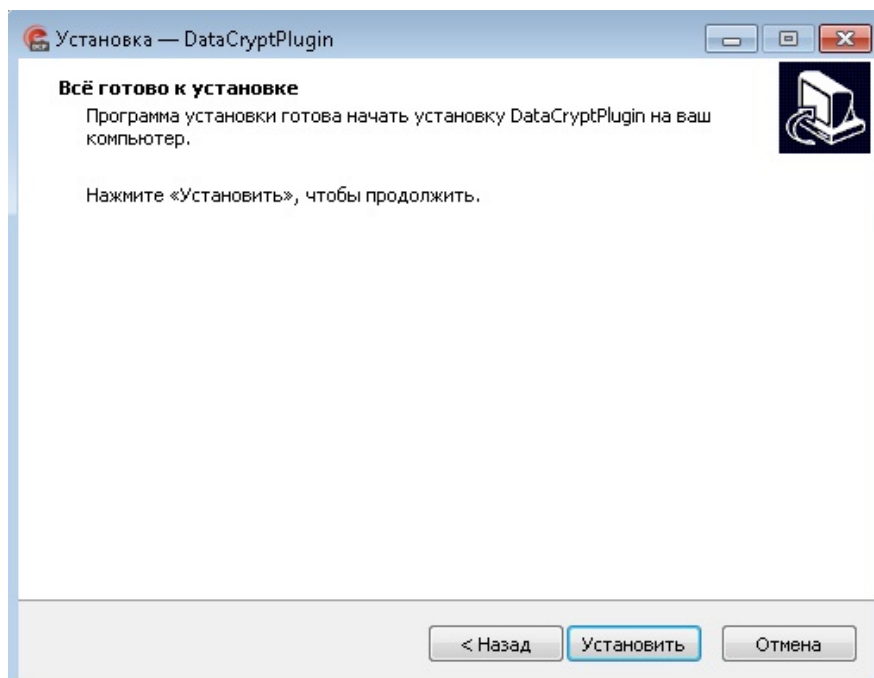 Установка — DataCryptPlugin
Всё готово к установке
Программа установки готова начать установку DataCryptPlugin на ваш
компьютер.
Нажмите «Установить», чтобы продолжить.
< Назад
Установить
Отмена